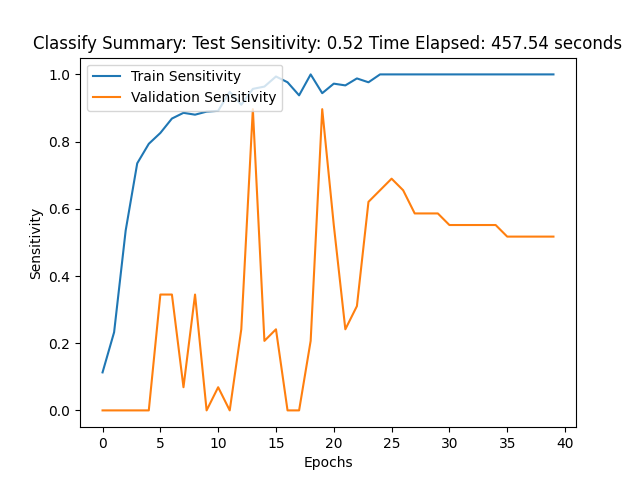 Classify Summary: Test Sensitivity: 0.52 Time Elapsed: 457.54 seconds
Train Sensitivity
Validation Sensitivity
1.0
0.8
0.6
0.4
0.2
0.0
Sensitivity
0 5 10 15 20 25 30 35 40
Epochs